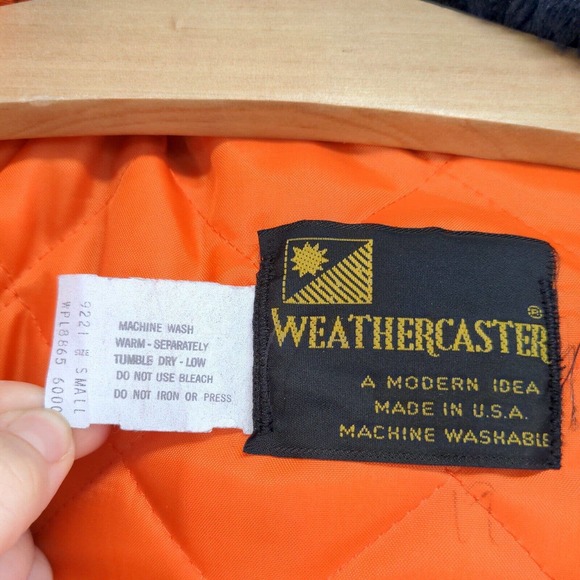 9221 SMALL
WPL8865 6000
MACHINE WASH
WARM - SEPARATELY
TUMBLE DRY - LOW
DO NOT USE BLEACH
DO NOT IRON OR PRESS
WEATHERCASTER®
A MODERN IDEA
MADE IN U.S.A.
MACHINE WASHABLE